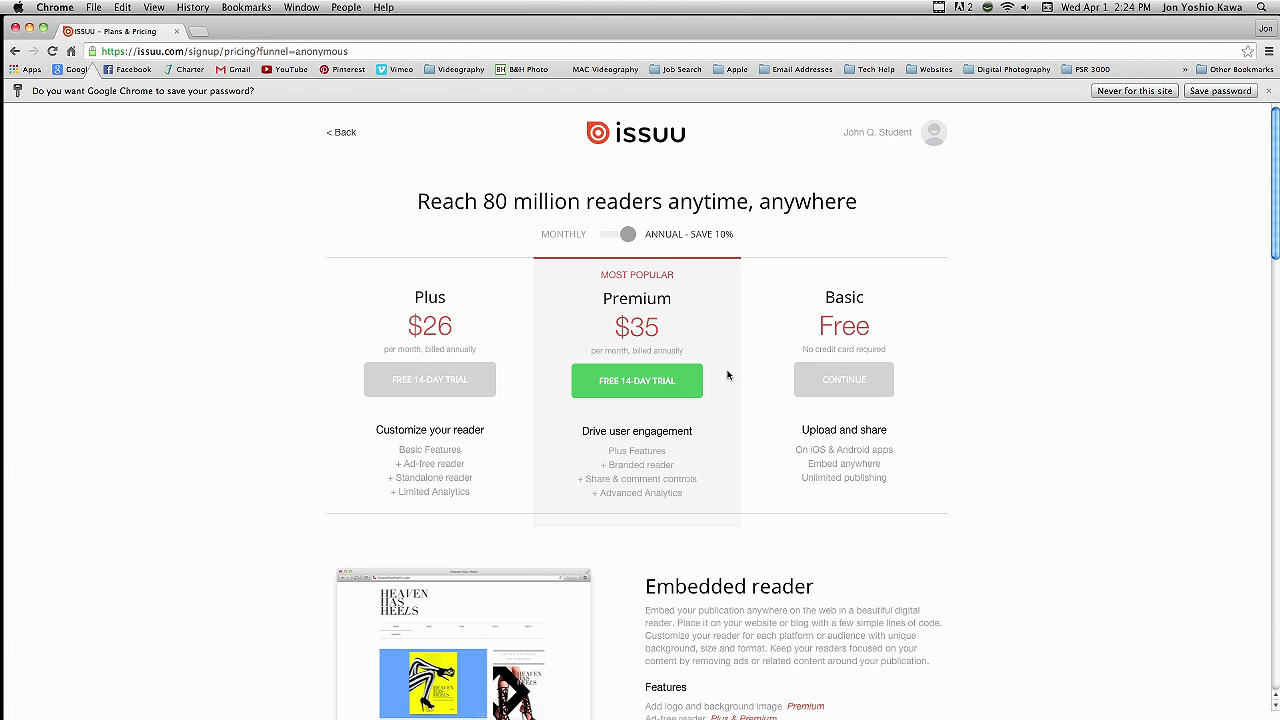 Chrome File Edit View History Bookmarks Window People Help 2 Wed Apr 1 2:24 PM Jon Yoshio Kawa
ISSUU - Plans & Pricing Jon
https://issuu.com/signup/pricing?funnel=anonymous
Apps Googl Facebook Charter Gmail YouTube Pinterest Vimeo Videography B&H Photo MAC Videography Job Search Apple Email Addresses Tech Help Websites Digital Photography PSR 3000 » Other Bookmarks
Do you want Google Chrome to save your password? Never for this site Save password
< Back issuu John Q. Student
Reach 80 million readers anytime, anywhere
MONTHLY ANNUAL - SAVE 10%
MOST POPULAR
Plus Premium Basic
$26 $35 Free
per month, billed annually per month, billed annually No credit card required
FREE 14-DAY TRIAL FREE 14-DAY TRIAL CONTINUE
Customize your reader Drive user engagement Upload and share
Basic Features Plus Features On iOS & Android apps
+ Ad-free reader + Branded reader Embed anywhere
+ Standalone reader + Share & comment controls Unlimited publishing
+ Limited Analytics + Advanced Analytics
HEAVEN
HAS
HEELS
Embedded reader
Embed your publication anywhere on the web in a beautiful digital
reader. Place it on your website or blog with a few simple lines of code.
Customize your reader for each platform or audience with unique
background, size and format. Keep your readers focused on your
content by removing ads or related content around your publication.
Features
Add logo and background image Premium
Ad-free reader Plus & Premium